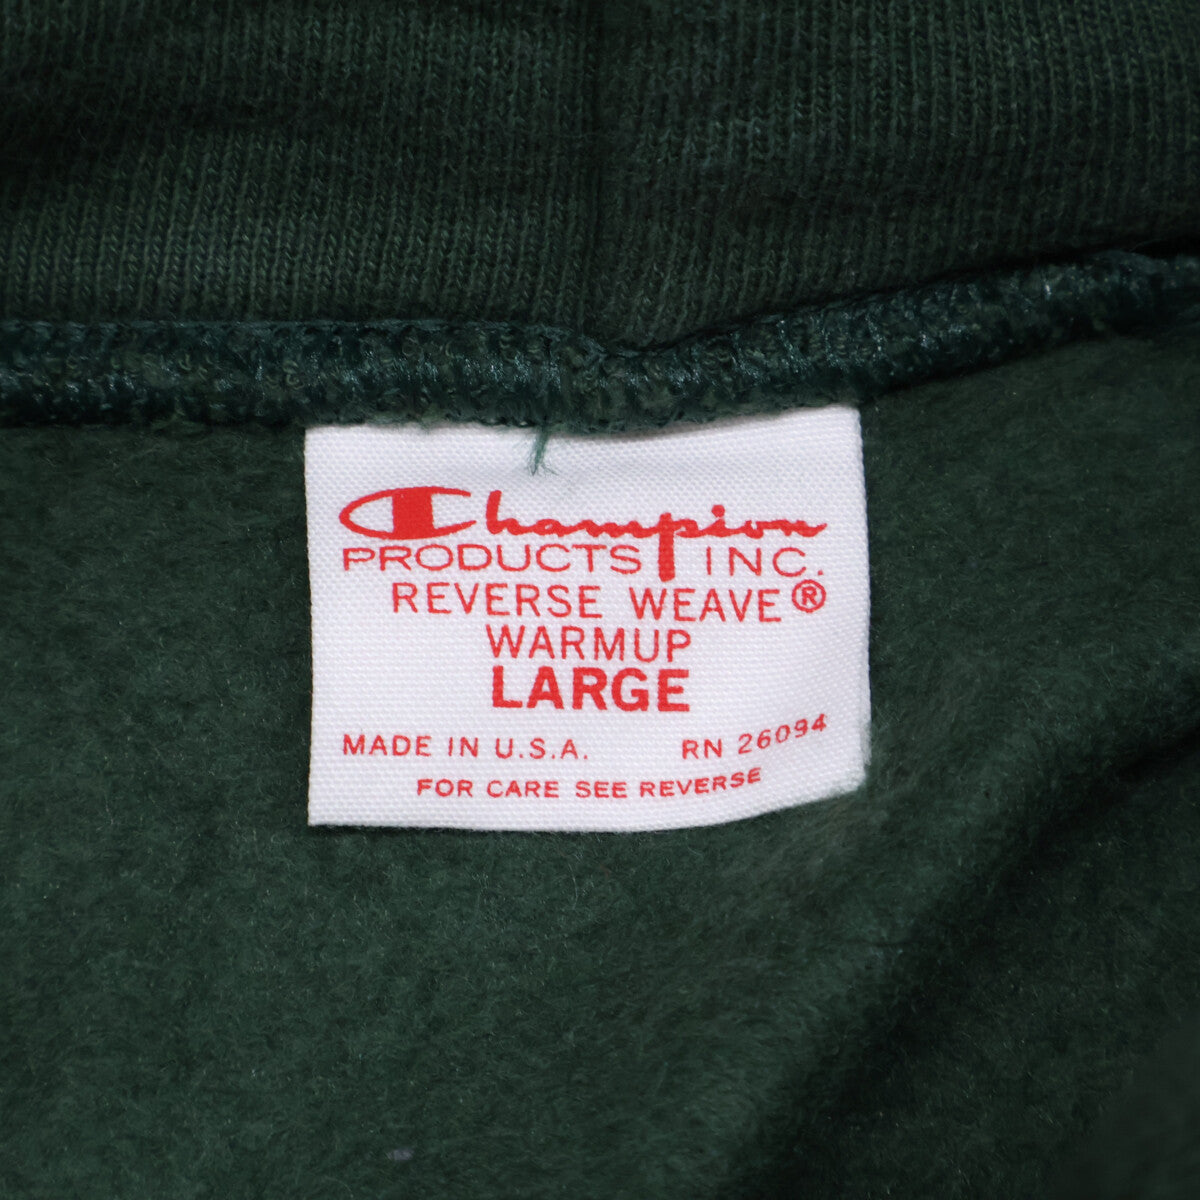 Champion
PRODUCTS INC.
REVERSE WEAVE®
WARMUP
LARGE
MADE IN U.S.A. RN 26094
FOR CARE SEE REVERSE